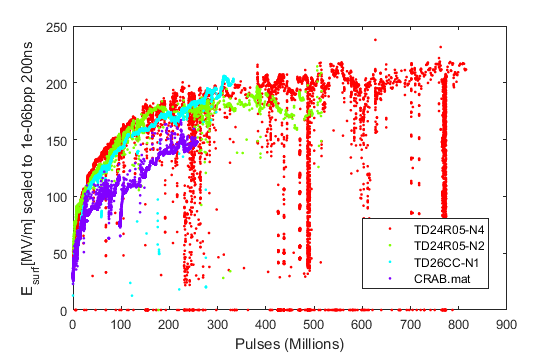 250
200
150
100
50
0
E_surf[MV/m] scaled to 1e-06bpp 200ns
TD24R05-N4
TD24R05-N2
TD26CC-N1
CRAB.mat
0 100 200 300 400 500 600 700 800 900
Pulses (Millions)